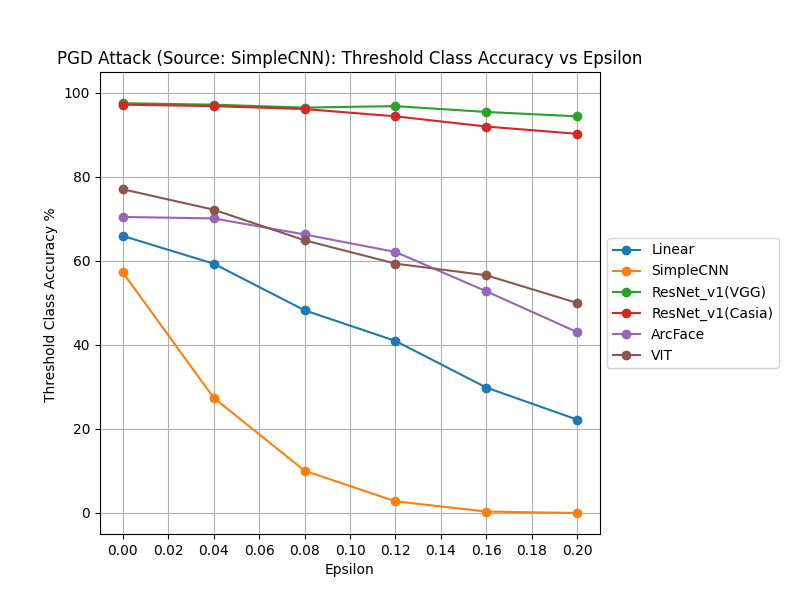 PGD Attack (Source: SimpleCNN): Threshold Class Accuracy vs Epsilon
100
80
60
40
20
0
Threshold Class Accuracy %
0.00 0.02 0.04 0.06 0.08 0.10 0.12 0.14 0.16 0.18 0.20
Epsilon
Linear
SimpleCNN
ResNet_v1(VGG)
ResNet_v1(Casia)
ArcFace
VIT